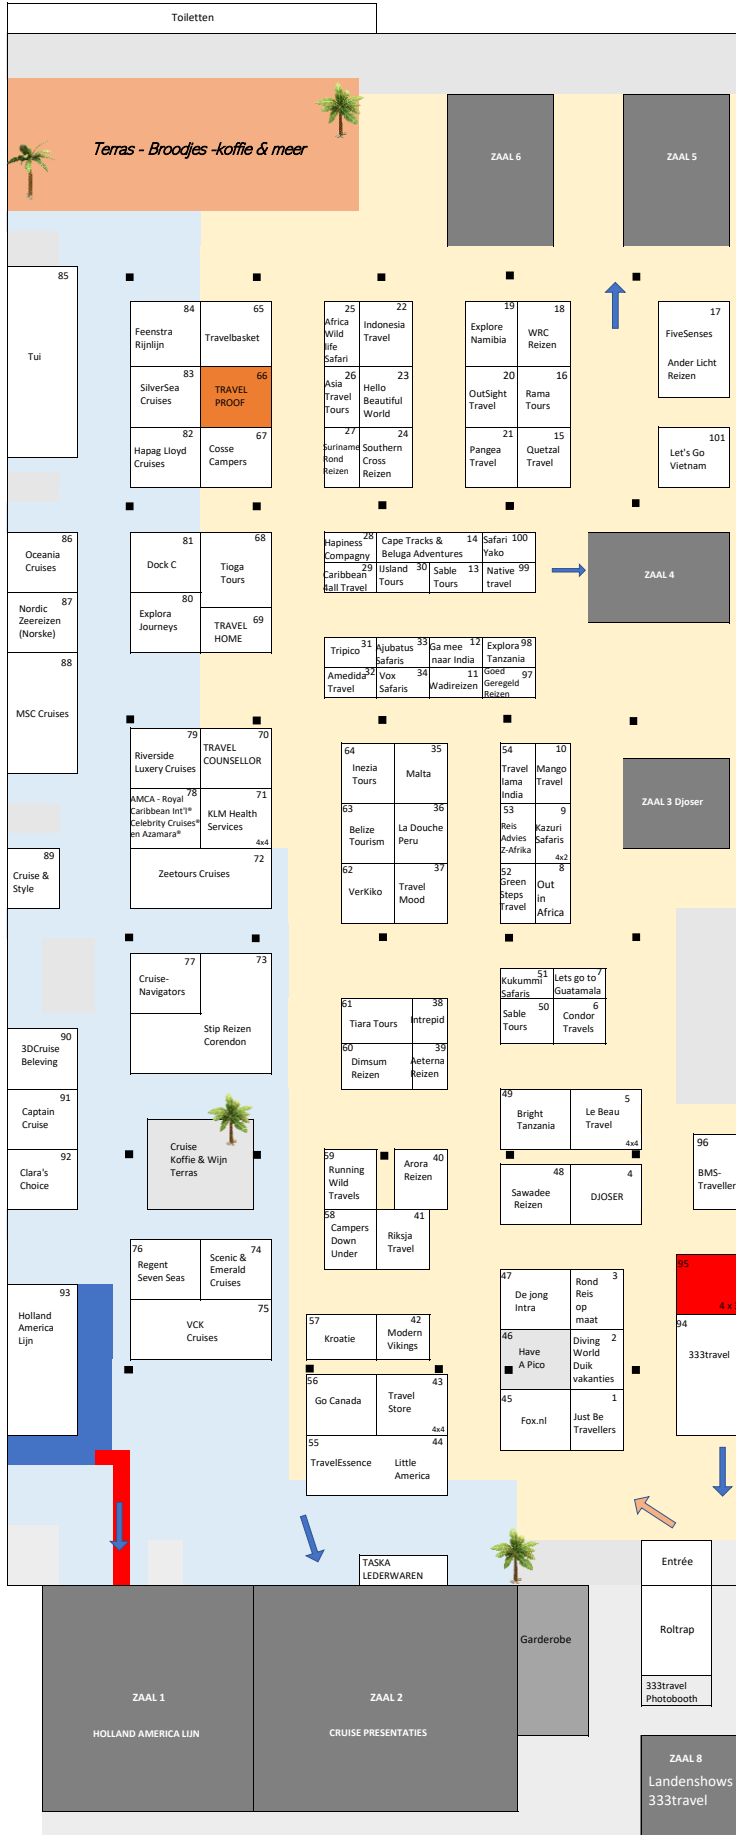 Toiletten
Terras - Broodjes -koffie & meer
ZAAL 6
ZAAL 5
85
Tui
84
Feenstra
Rijnlijn
65
Travelbasket
83
SilverSea
Cruises
66
TRAVEL
PROOF
82
Hapag Lloyd
Cruises
67
Cosse
Campers
25
Africa
Wild
life
Safari
22
Indonesia
Travel
26
Asia
Travel
Tours
23
Hello
Beautiful
World
27
Suriname
Rond
Reizen
24
Southern
Cross
Reizen
19
Explore
Namibia
18
WRC
Reizen
20
OutSight
Travel
16
Rama
Tours
21
Pangea
Travel
15
Quetzal
Travel
17
FiveSenses
Ander Licht
Reizen
101
Let's Go
Vietnam
86
Oceania
Cruises
87
Nordic
Zeereizen
(Norske)
88
MSC Cruises
81
Dock C
68
Tioga
Tours
80
Explora
Journeys
69
TRAVEL
HOME
28
Hapiness
Compagny
14
Cape Tracks &
Beluga Adventures
100
Safari
Yako
29
Caribbean
4all Travel
30
IJsland
Tours
13
Sable
Tours
99
Native
travel
ZAAL 4
31
Tripico
33
Ajubatus
Safaris
12
Ga mee
naar India
98
Explora
Tanzania
32
Amedida
Travel
34
Vox
Safaris
11
Wadireizen
97
Goed
Geregeld
Reizen
79
Riverside
Luxery Cruises
70
TRAVEL
COUNSELLOR
78
AMCA - Royal
Caribbean Int'l®
Celebrity Cruises®
en Azamara®
71
KLM Health
Services
4x4
72
Zeetours Cruises
64
Inezia
Tours
35
Malta
63
Belize
Tourism
36
La Douche
Peru
62
VerKiko
37
Travel
Mood
54
Travel
lama
India
10
Mango
Travel
53
Reis
Advies
Z-Afrika
9
Kazuri
Safaris
4x2
52
Green
Steps
Travel
8
Out
in
Africa
ZAAL 3 Djoser
89
Cruise &
Style
77
Cruise-
Navigators
73
Stip Reizen
Corendon
51
Kukummi
Safaris
7
Lets go to
Guatamala
50
Sable
Tours
6
Condor
Travels
61
Tiara Tours
38
Intrepid
60
Dimsum
Reizen
39
Aeterna
Reizen
90
3DCruise
Beleving
91
Captain
Cruise
92
Clara's
Choice
Cruise
Koffie & Wijn
Terras
49
Bright
Tanzania
5
Le Beau
Travel
4x4
59
Running
Wild
Travels
40
Arora
Reizen
58
Campers
Down
Under
41
Riksja
Travel
48
Sawadee
Reizen
4
DJOSER
96
BMS-
Traveller
76
Regent
Seven Seas
74
Scenic &
Emerald
Cruises
75
VCK
Cruises
93
Holland
America
Lijn
95
4 x
94
333travel
47
De jong
Intra
3
Rond
Reis
op
maat
46
Have
A Pico
2
Diving
World
Duik
vakanties
45
Fox.nl
1
Just Be
Travellers
57
Kroatie
42
Modern
Vikings
56
Go Canada
43
Travel
Store
4x4
55
TravelEssence
44
Little
America
TASKA
LEDERWAREN
Entrée
Garderobe
Roltrap
333travel
Photobooth
ZAAL 1
HOLLAND AMERICA LIJN
ZAAL 2
CRUISE PRESENTATIES
ZAAL 8
Landenshows
333travel